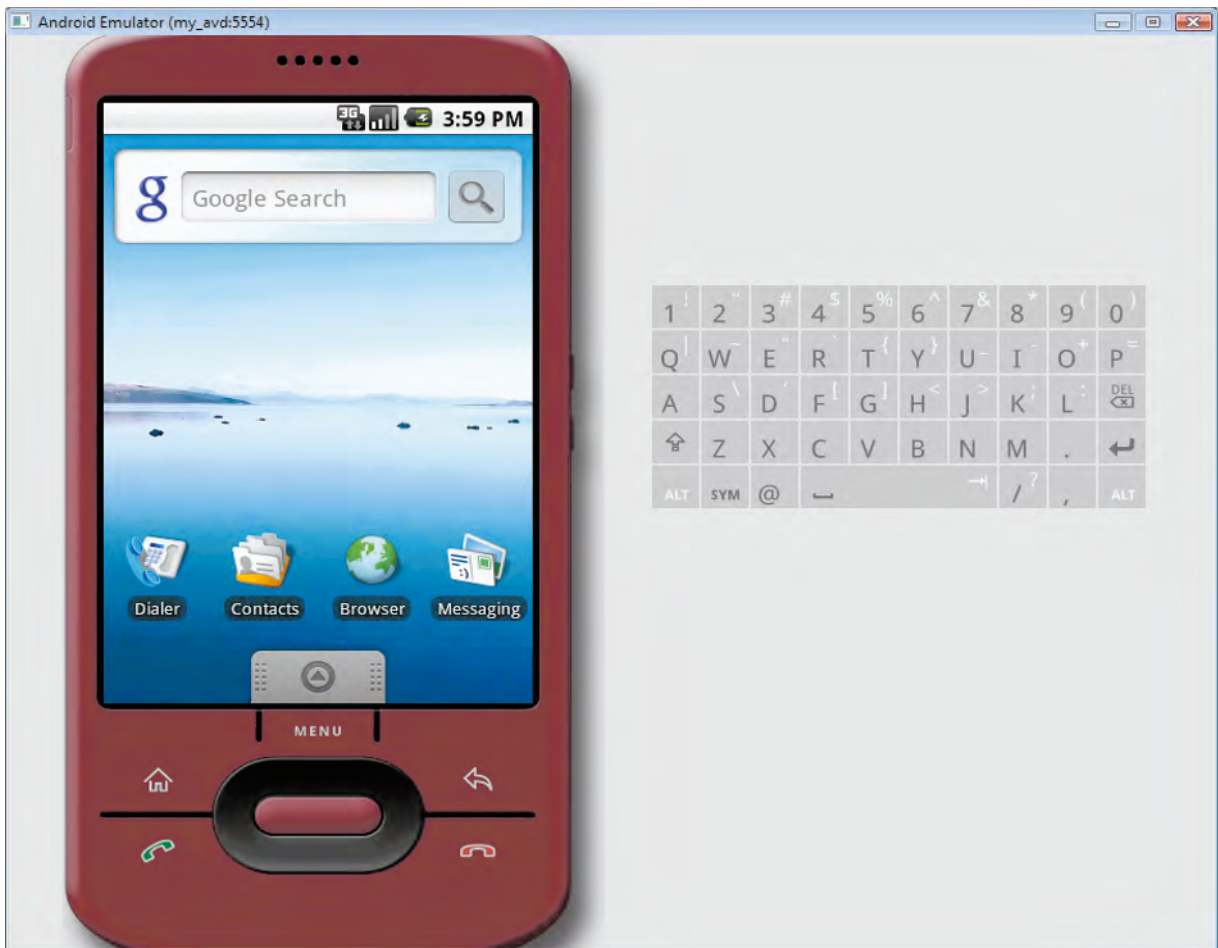 Android Emulator (my_avd:5554)
3G 3:59 PM
g Google Search
Dialer Contacts Browser Messaging
MENU
1 ! 2 " 3 # 4 $ 5 % 6 ^ 7 & 8 * 9 ( 0 )
Q | W ~ E " R ` T { Y } U - I - O + P =
A S \ D ' F [ G ] H < J > K ; L : DEL
Z X C V B N M .
ALT SYM @ / ? , ALT